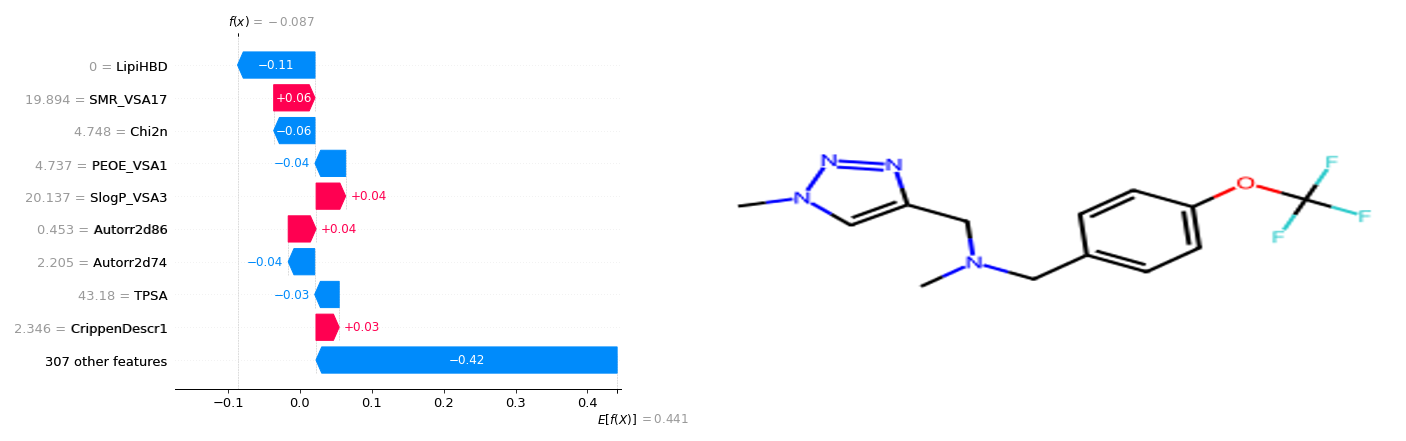 f(x) = −0.087
0 = LipiHBD
−0.11
19.894 = SMR_VSA17
+0.06
4.748 = Chi2n
−0.06
4.737 = PEOE_VSA1
−0.04
20.137 = SlogP_VSA3
+0.04
0.453 = Autorr2d86
+0.04
2.205 = Autorr2d74
−0.04
43.18 = TPSA
−0.03
2.346 = CrippenDescr1
+0.03
307 other features
−0.42
−0.1 0.0 0.1 0.2 0.3 0.4
E[f(X)] = 0.441
N N
N
N
O
F
F
F